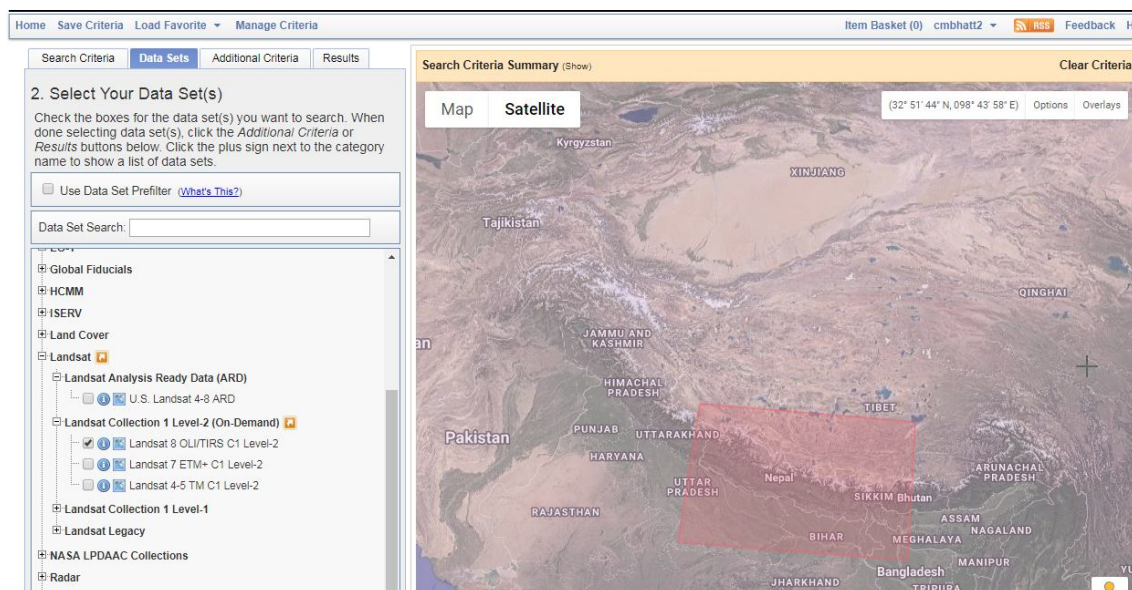 Home Save Criteria Load Favorite Manage Criteria
Item Basket (0) cmbhatt2 RSS Feedback H
Search Criteria Data Sets Additional Criteria Results
2. Select Your Data Set(s)
Check the boxes for the data set(s) you want to search. When
done selecting data set(s), click the Additional Criteria or
Results buttons below. Click the plus sign next to the category
name to show a list of data sets.
Use Data Set Prefilter (What's This?)
Data Set Search:
Global Fiducials
HCMM
ISERV
Land Cover
Landsat
Landsat Analysis Ready Data (ARD)
U.S. Landsat 4-8 ARD
Landsat Collection 1 Level-2 (On-Demand)
Landsat 8 OLI/TIRS C1 Level-2
Landsat 7 ETM+ C1 Level-2
Landsat 4-5 TM C1 Level-2
Landsat Collection 1 Level-1
Landsat Legacy
NASA LPDAAC Collections
Radar
Search Criteria Summary (Show)
Clear Criteria
Map Satellite
(32° 51' 44" N, 098° 43' 58" E) Options Overlays
Kyrgyzstan
XINJIANG
Tajikistan
QINGHAI
an
JAMMU AND
KASHMIR
HIMACHAL
PRADESH
TIBET
Pakistan
PUNJAB
UTTARAKHAND
HARYANA
Nepal
ARUNACHAL
PRADESH
UTTAR
PRADESH
SIKKIM
Bhutan
RAJASTHAN
ASSAM
NAGALAND
BIHAR
MEGHALAYA
MANIPUR
Bangladesh
YU
JHARKHAND
TRIPURA